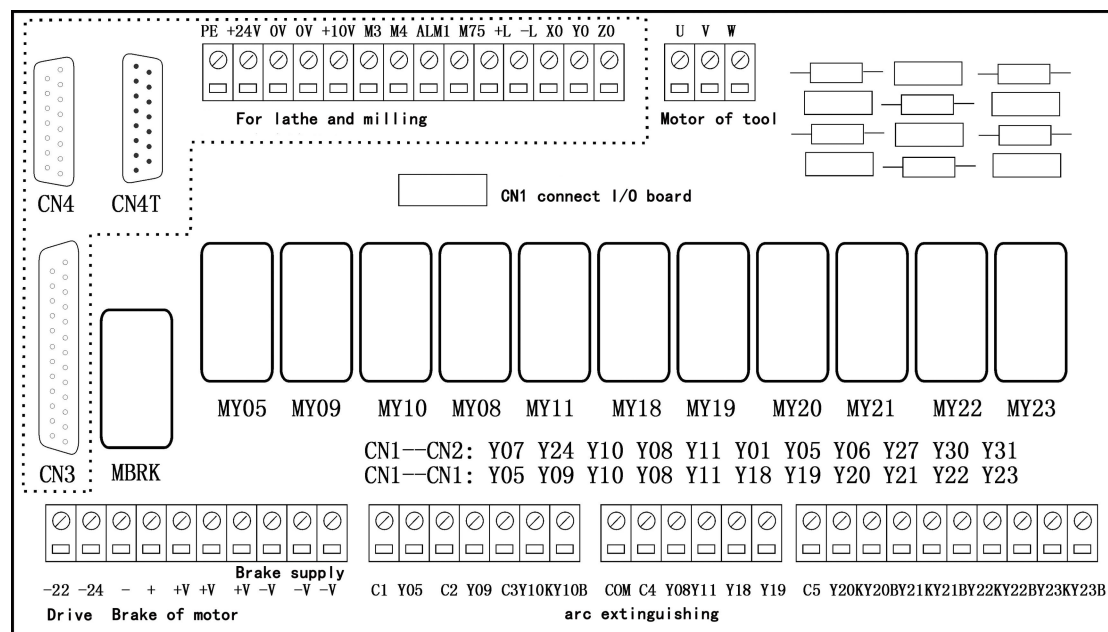 PE +24V 0V 0V +10V M3 M4 ALM1 M75 +L -L X0 Y0 Z0
U V W
For lathe and milling
Motor of tool
CN4
CN4T
CN1 connect I/O board
MY05 MY09 MY10 MY08 MY11 MY18 MY19 MY20 MY21 MY22 MY23
CN1--CN2: Y07 Y24 Y10 Y08 Y11 Y01 Y05 Y06 Y27 Y30 Y31
CN1--CN1: Y05 Y09 Y10 Y08 Y11 Y18 Y19 Y20 Y21 Y22 Y23
CN3
MBRK
Brake supply
-22 -24 - + +V +V +V -V -V -V
C1 Y05 C2 Y09 C3Y10KY10B
COM C4 Y08Y11 Y18 Y19
C5 Y20KY20BY21KY21BY22KY22BY23KY23B
Drive Brake of motor
arc extinguishing